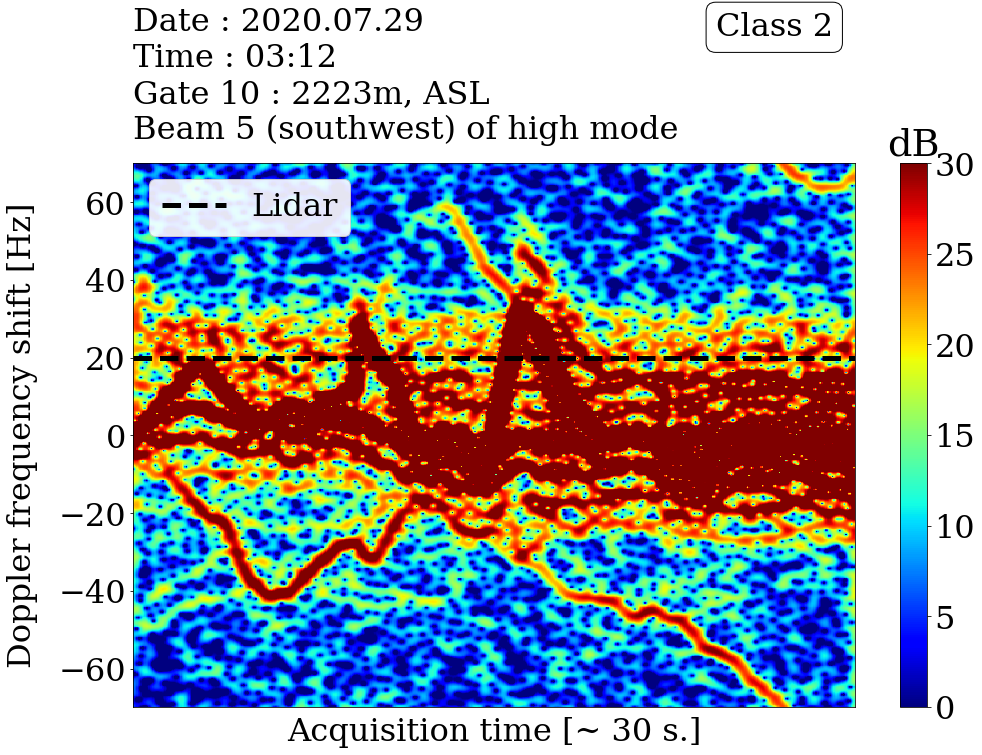 Date : 2020.07.29
Time : 03:12
Gate 10 : 2223m, ASL
Beam 5 (southwest) of high mode
Class 2
dB
Lidar
Doppler frequency shift [Hz]
60
40
20
0
−20
−40
−60
30
25
20
15
10
5
0
Acquisition time [~ 30 s.]